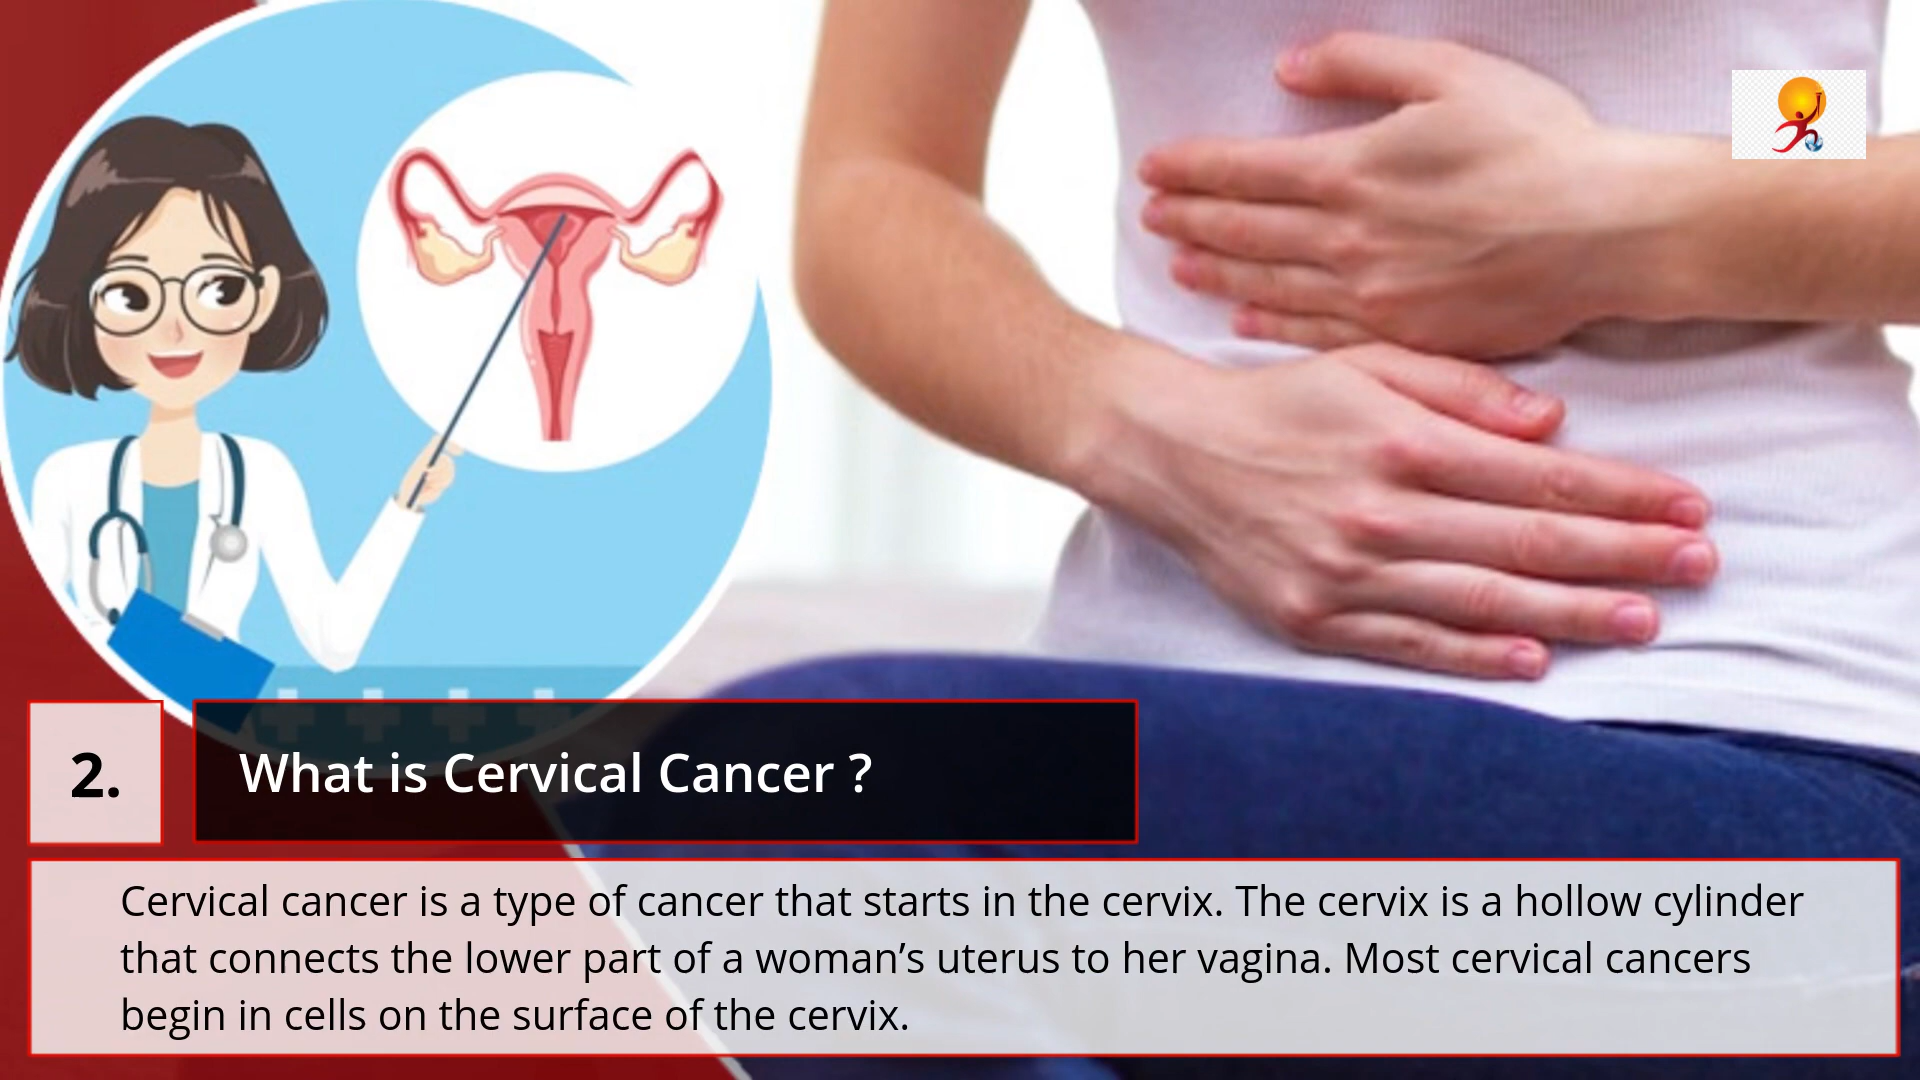 2.
What is Cervical Cancer ?
Cervical cancer is a type of cancer that starts in the cervix. The cervix is a hollow cylinder
that connects the lower part of a woman’s uterus to her vagina. Most cervical cancers
begin in cells on the surface of the cervix.